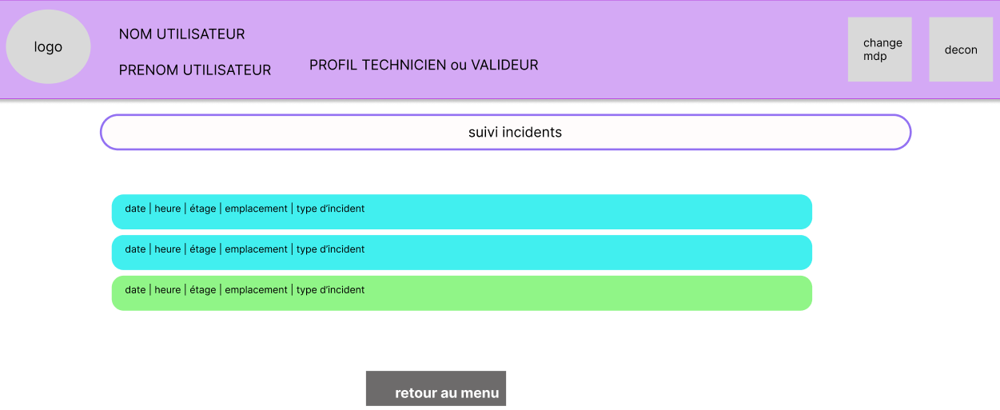 logo
NOM UTILISATEUR
PRENOM UTILISATEUR
PROFIL TECHNICIEN ou VALIDEUR
change
mdp
decon
suivi incidents
date | heure | étage | emplacement | type d’incident
date | heure | étage | emplacement | type d’incident
date | heure | étage | emplacement | type d’incident
retour au menu